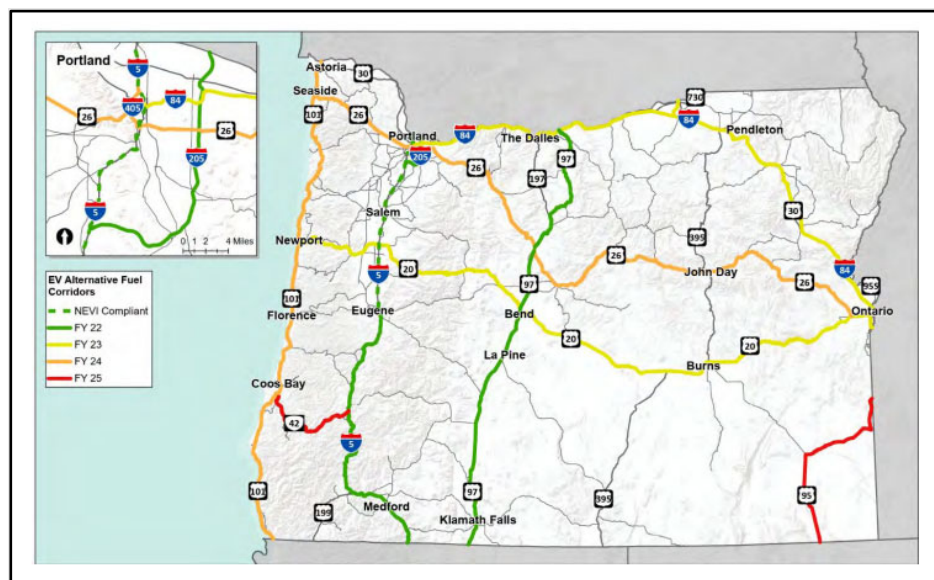 Portland
5
405
84
26
26
205
5
0 1 2 4 Miles
EV Alternative Fuel
Corridors
NEVI Compliant
FY 22
FY 23
FY 24
FY 25
Astoria
30
Seaside
101
26
Portland
84
205
The Dalles
730
84
Pendleton
26
97
197
Salem
30
Newport
20
395
5
26
John Day
84
955
26
101
97
Florence
Eugene
Bend
Ontario
20
La Pine
20
Burns
Coos Bay
42
5
101
97
395
95
199
Medford
Klamath Falls